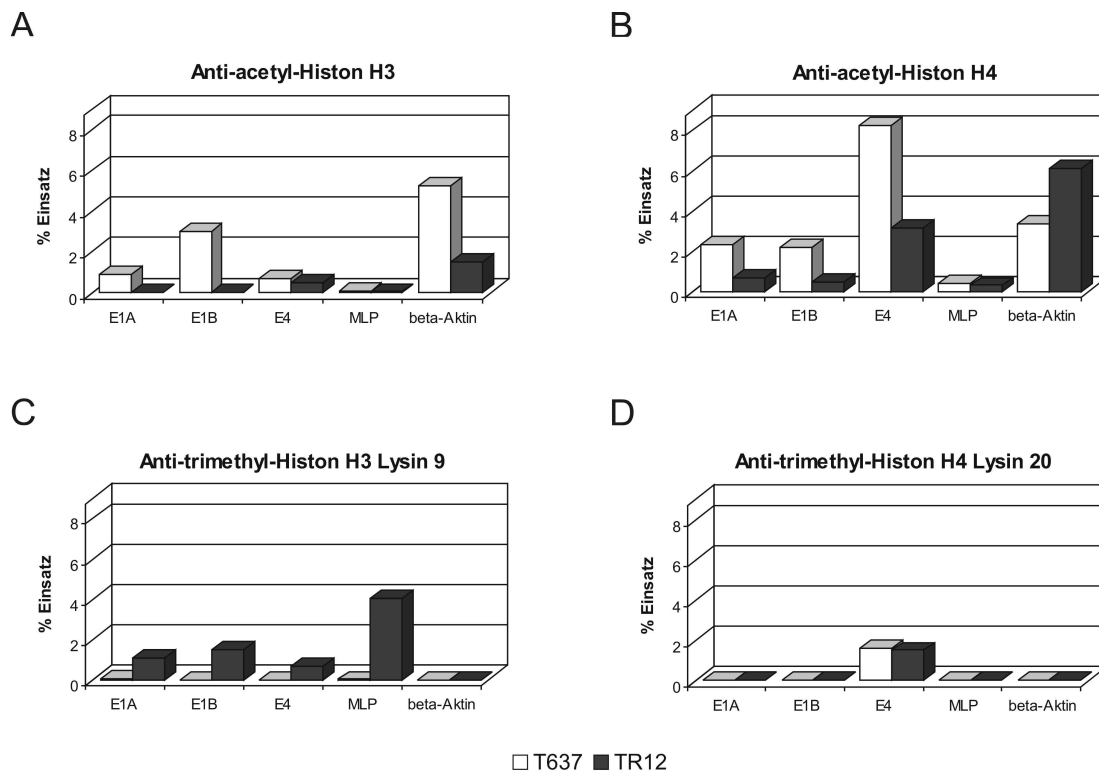 A
Anti-acetyl-Histon H3
% Einsatz
8
6
4
2
0
E1A E1B E4 MLP beta-Aktin
B
Anti-acetyl-Histon H4
% Einsatz
8
6
4
2
0
E1A E1B E4 MLP beta-Aktin
C
Anti-trimethyl-Histon H3 Lysin 9
% Einsatz
8
6
4
2
0
E1A E1B E4 MLP beta-Aktin
D
Anti-trimethyl-Histon H4 Lysin 20
% Einsatz
8
6
4
2
0
E1A E1B E4 MLP beta-Aktin
T637 TR12